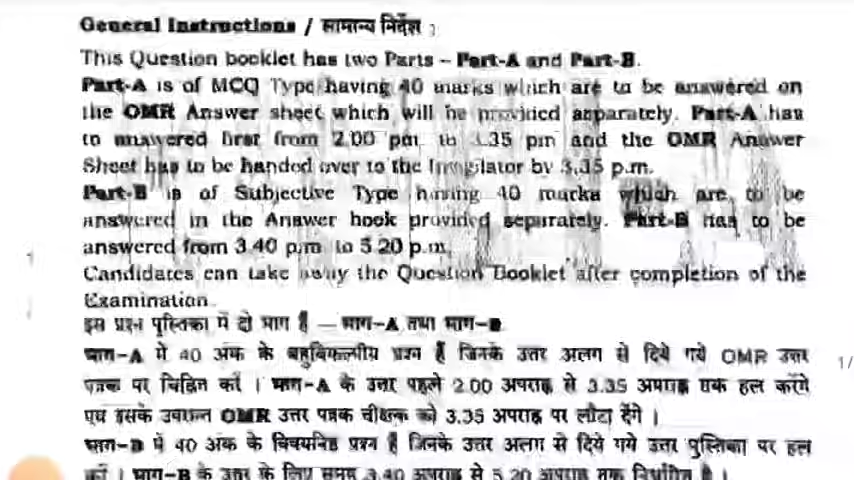 General Instructions / सामान्य निर्देश :
This Question booklet has two Parts – Part-A and Part-B.
Part-A is of MCQ Type having 40 marks which are to be answered on
the OMR Answer sheet which will be provided separately. Part-A has
to answered first from 2.00 pm to 3.35 pm and the OMR Answer
Sheet has to be handed over to the Invigilator by 3.35 p.m.
Part-B is of Subjective Type having 40 marks which are to be
answered in the Answer book provided separately. Part-B has to be
answered from 3.40 p.m. to 5.20 p.m.
Candidates can take away the Question Booklet after completion of the
Examination.
इस प्रश्न पुस्तिका में दो भाग हैं — भाग-A तथा भाग-B
भाग-A में 40 अंक के बहुविकल्पीय प्रश्न हैं जिनके उत्तर अलग से दिये गये OMR उत्तर
पत्रक पर चिह्नित करें । भाग-A के उत्तर पहले 2.00 अपराह्न से 3.35 अपराह्न तक हल करेंगे
एवं इसके उपरान्त OMR उत्तर पत्रक वीक्षक को 3.35 अपराह्न पर लौटा देंगे ।
भाग-B में 40 अंक के विषयनिष्ठ प्रश्न हैं जिनके उत्तर अलग से दिये गये उत्तर पुस्तिका पर हल
करें । भाग-B के उत्तर के लिए समय 3.40 अपराह्न से 5.20 अपराह्न तक निर्धारित है ।
1/